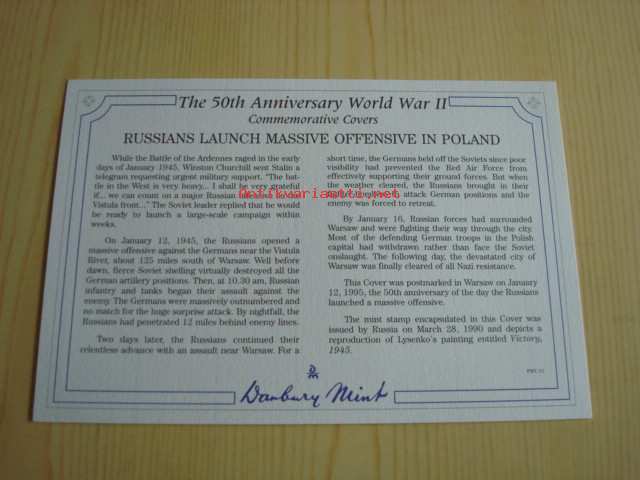 The 50th Anniversary World War II
Commemorative Covers
RUSSIANS LAUNCH MASSIVE OFFENSIVE IN POLAND
While the Battle of the Ardennes raged in the early
days of January 1945, Winston Churchill sent Stalin a
telegram requesting urgent military support. "The bat-
tle in the West is very heavy... I shall be very grateful
if... we can count on a major Russian offensive on the
Vistula front..." The Soviet leader replied that he would
be ready to launch a large-scale campaign within
weeks.
On January 12, 1945, the Russians opened a
massive offensive against the Germans near the Vistula
River, about 125 miles south of Warsaw. Well before
dawn, fierce Soviet shelling virtually destroyed all the
German artillery positions. Then, at 10.30 am, Russian
infantry and tanks began their assault against the
enemy. The Germans were massively outnumbered and
no match for the huge surprise attack. By nightfall, the
Russians had penetrated 12 miles behind enemy lines.
Two days later, the Russians continued their
relentless advance with an assault near Warsaw. For a
short time, the Germans held off the Soviets since poor
visibility had prevented the Red Air Force from
effectively supporting their ground forces. But when
the weather cleared, the Russians brought in their
attack German positions and the
enemy was forced to retreat.
By January 16, Russian forces had surrounded
Warsaw and were fighting their way through the city.
Most of the defending German troops in the Polish
capital had withdrawn rather than face the Soviet
onslaught. The following day, the devastated city of
Warsaw was finally cleared of all Nazi resistance.
This Cover was postmarked in Warsaw on January
12, 1995, the 50th anniversary of the day the Russians
launched a massive offensive.
The mint stamp encapsulated in this Cover was
issued by Russia on March 28, 1990 and depicts a
reproduction of Lysenko's painting entitled Victory,
1945.
DM
Danbury Mint
antikvariaatti.net